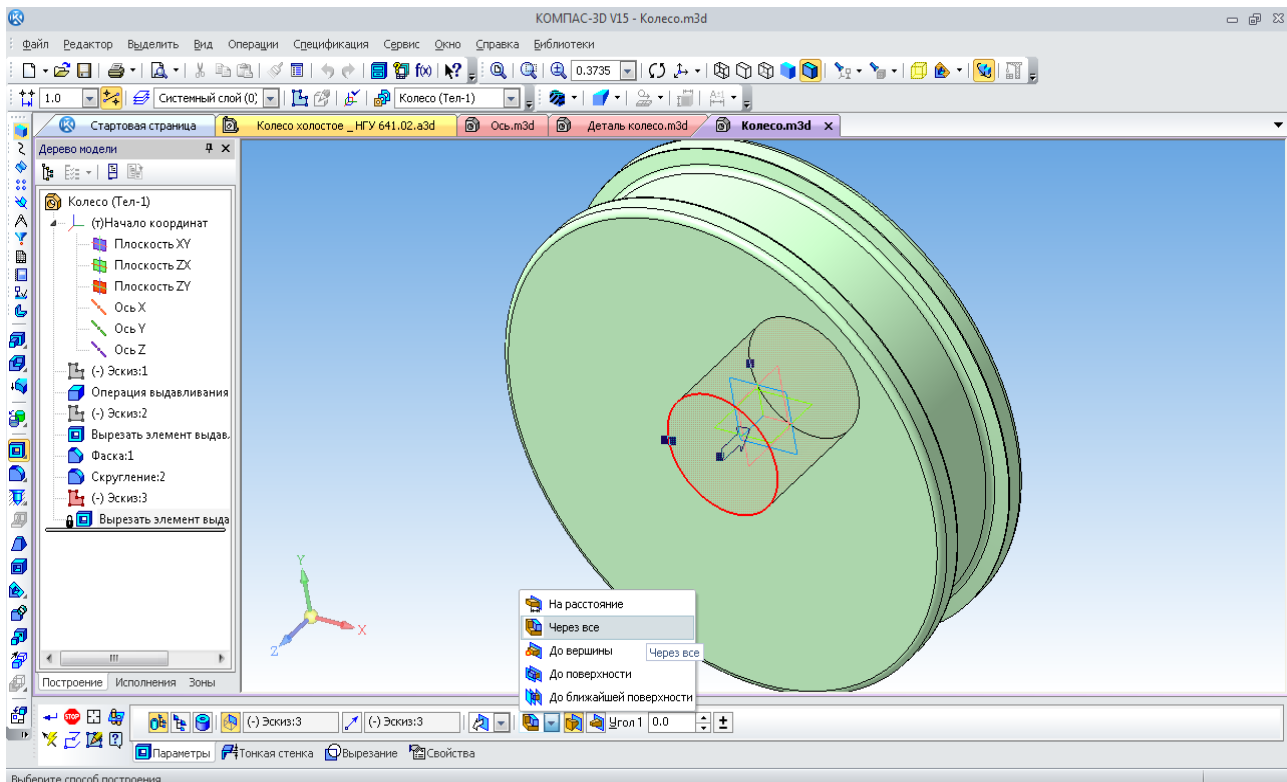 КОМПАС-3D V15 - Колесо.m3d
Файл Редактор Выделить Вид Операции Спецификация Сервис Окно Справка Библиотеки
0.3735
1.0 Системный слой (0) Колесо (Тел-1)
Стартовая страница Колесо холостое _ НГУ 641.02.a3d Ось.m3d Деталь колесо.m3d Колесо.m3d
Дерево модели
Колесо (Тел-1)
(т)Начало координат
Плоскость XY
Плоскость ZX
Плоскость ZY
Ось X
Ось Y
Ось Z
(-) Эскиз:1
Операция выдавливания
(-) Эскиз:2
Вырезать элемент выдав.
Фаска:1
Скругление:2
(-) Эскиз:3
Вырезать элемент выда
Y
X
Z
На расстояние
Через все
До вершины
Через все
До поверхности
До ближайшей поверхности
Построение Исполнения Зоны
STOP (-) Эскиз:3 (-) Эскиз:3 Угол 1 0.0
Параметры Тонкая стенка Вырезание Свойства
Выберите способ построения